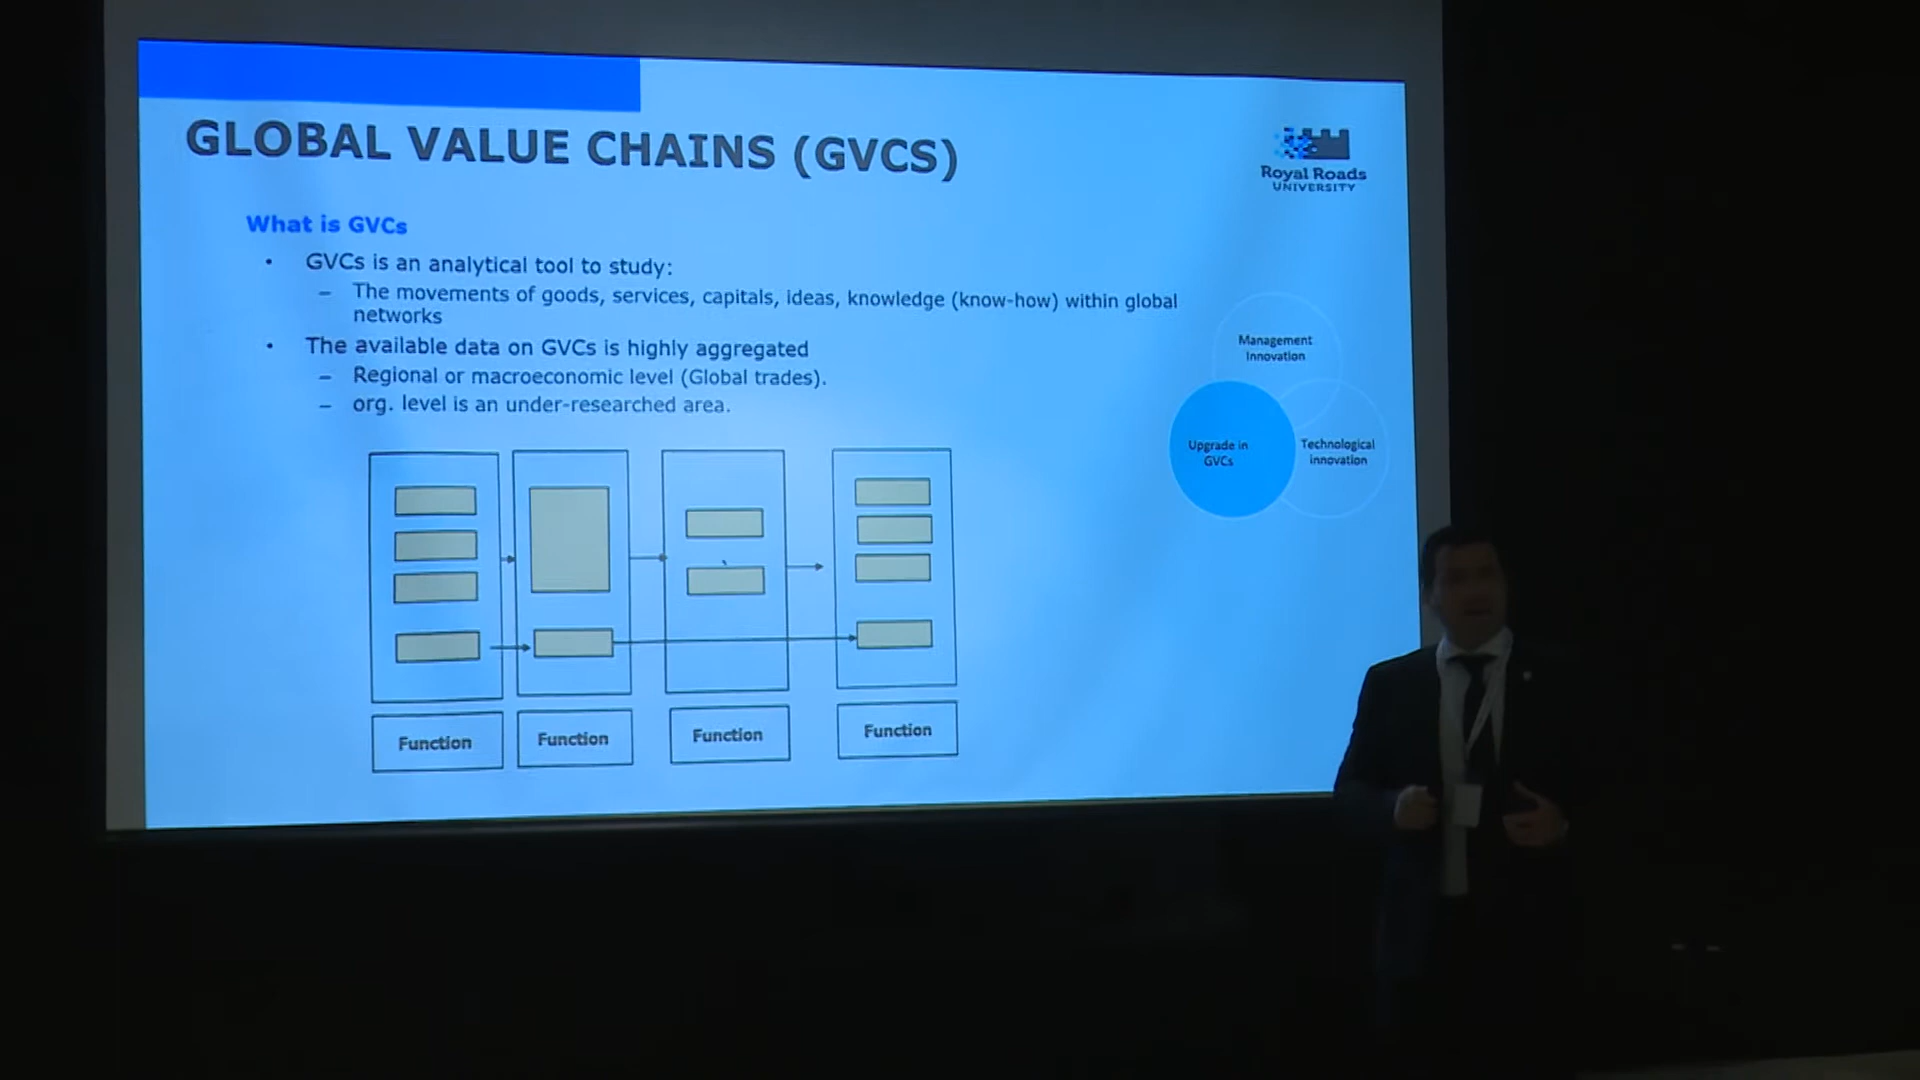 GLOBAL VALUE CHAINS (GVCS)
Royal Roads
UNIVERSITY
What is GVCs
• GVCs is an analytical tool to study:
– The movements of goods, services, capitals, ideas, knowledge (know-how) within global
networks
• The available data on GVCs is highly aggregated
– Regional or macroeconomic level (Global trades).
– org. level is an under-researched area.
Management
Innovation
Upgrade in
GVCs
Technological
innovation
Function
Function
Function
Function